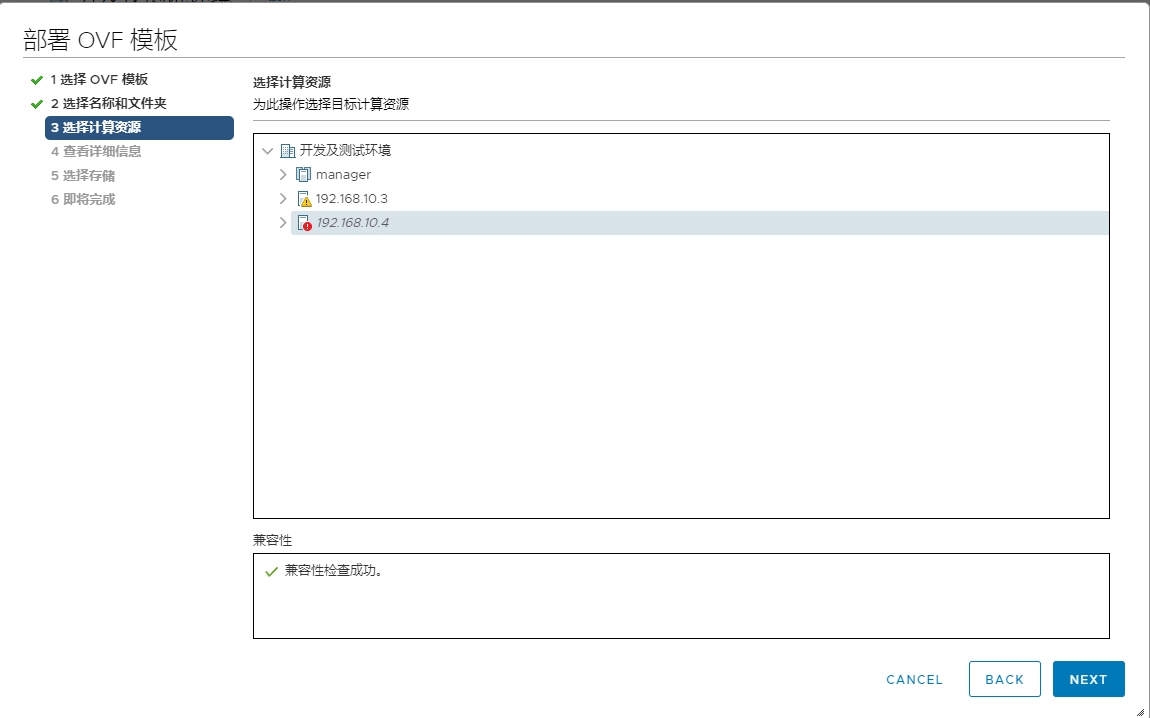 部署 OVF 模板
1 选择 OVF 模板
2 选择名称和文件夹
3 选择计算资源
4 查看详细信息
5 选择存储
6 即将完成
选择计算资源
为此操作选择目标计算资源
开发及测试环境
manager
192.168.10.3
192.168.10.4
兼容性
兼容性检查成功。
CANCEL
BACK
NEXT